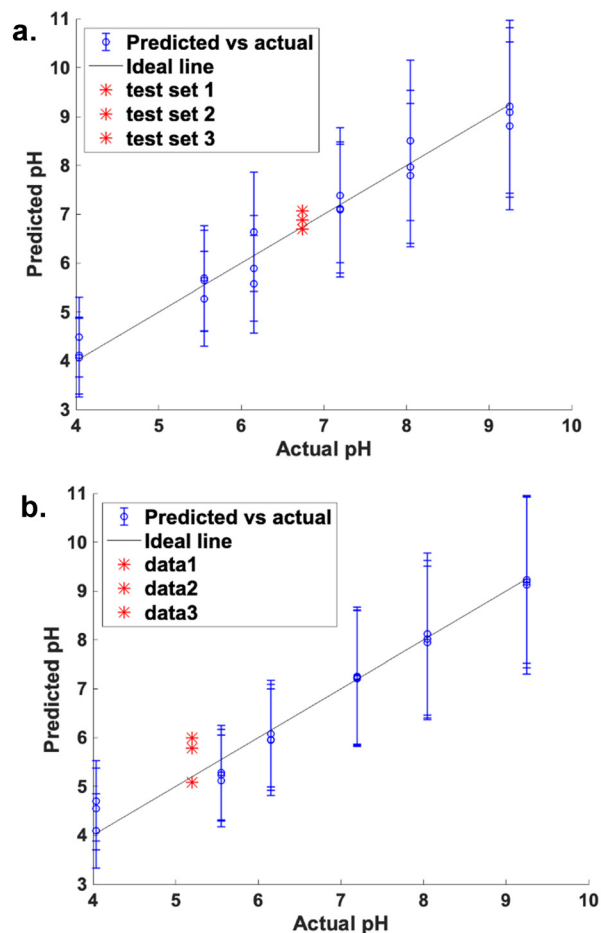 a.
11
10
9
8
7
6
5
4
3
Predicted pH
Predicted vs actual
Ideal line
test set 1
test set 2
test set 3
4 5 6 7 8 9 10
Actual pH
b.
11
10
9
8
7
6
5
4
3
Predicted pH
Predicted vs actual
Ideal line
data1
data2
data3
4 5 6 7 8 9 10
Actual pH